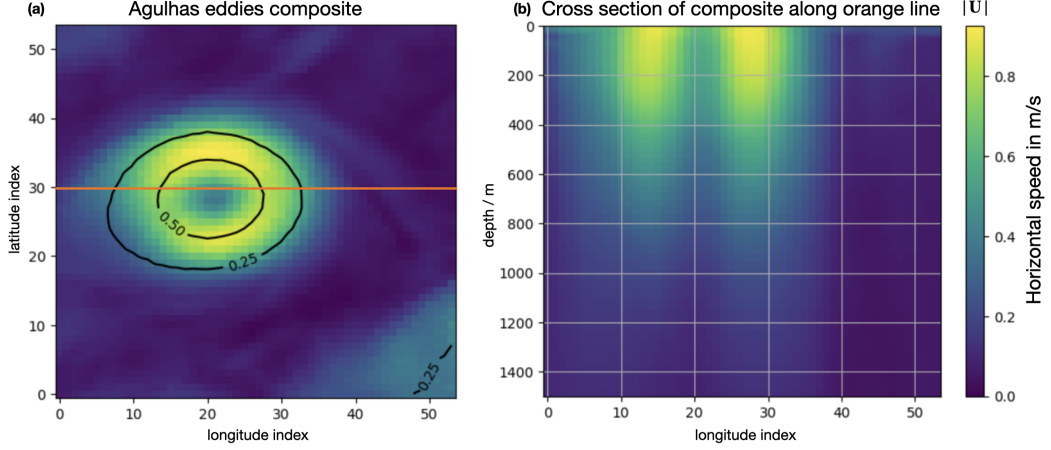 (a) Agulhas eddies composite
50
40
30
20
10
0
latitude index
0.50
0.25
0.25
0 10 20 30 40 50
longitude index
(b) Cross section of composite along orange line
0
200
400
600
800
1000
1200
1400
depth / m
0 10 20 30 40 50
longitude index
|U|
0.8
0.6
0.4
0.2
0.0
Horizontal speed in m/s